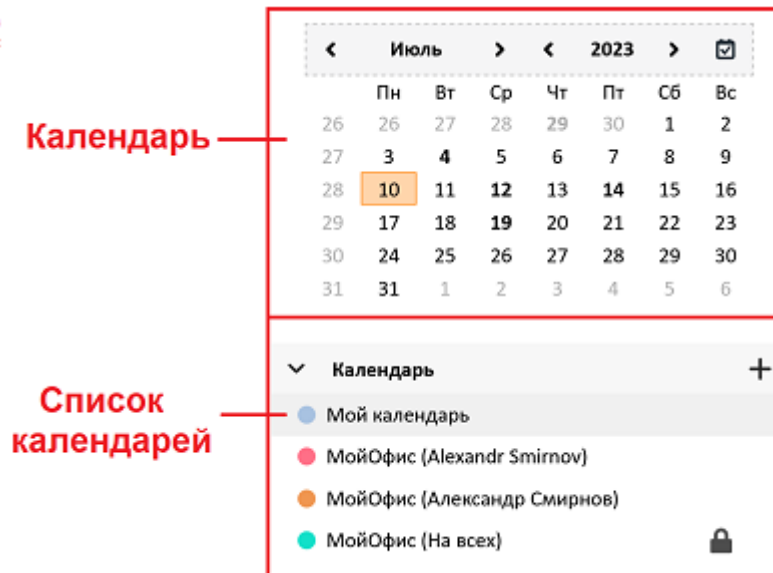 Июль 2023
Пн Вт Ср Чт Пт Сб Вс
26 26 27 28 29 30 1 2
27 3 4 5 6 7 8 9
28 10 11 12 13 14 15 16
29 17 18 19 20 21 22 23
30 24 25 26 27 28 29 30
31 31 1 2 3 4 5 6
Календарь
Календарь
Мой календарь
МойОфис (Alexandr Smirnov)
МойОфис (Александр Смирнов)
МойОфис (На всех)
Список
календарей